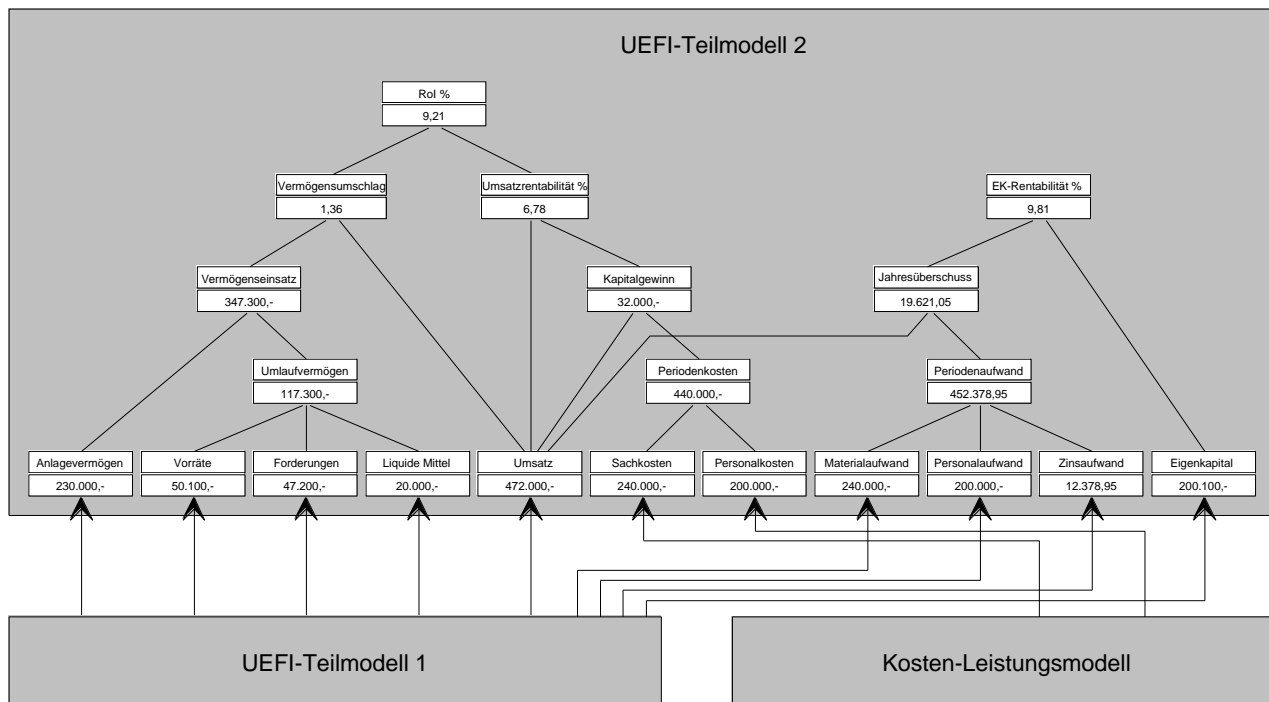 UEFI-Teilmodell 2
RoI %
9,21
Vermögensumschlag
1,36
Umsatzrentabilität %
6,78
EK-Rentabilität %
9,81
Vermögenseinsatz
347.300,-
Kapitalgewinn
32.000,-
Jahresüberschuss
19.621,05
Umlaufvermögen
117.300,-
Periodenkosten
440.000,-
Periodenaufwand
452.378,95
Anlagevermögen
230.000,-
Vorräte
50.100,-
Forderungen
47.200,-
Liquide Mittel
20.000,-
Umsatz
472.000,-
Sachkosten
240.000,-
Personalkosten
200.000,-
Materialaufwand
240.000,-
Personalaufwand
200.000,-
Zinsaufwand
12.378,95
Eigenkapital
200.100,-
UEFI-Teilmodell 1
Kosten-Leistungsmodell